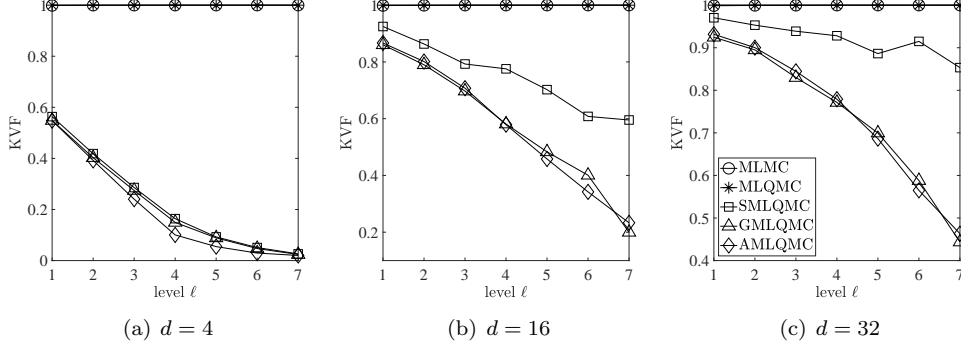 1
0.8
0.6
0.4
0.2
0
KVF
1 2 3 4 5 6 7
level ℓ
(a) d = 4
1
0.8
0.6
0.4
0.2
KVF
1 2 3 4 5 6 7
level ℓ
(b) d = 16
1
0.9
0.8
0.7
0.6
0.5
0.4
KVF
MLMC
MLQMC
SMLQMC
GMLQMC
AMLQMC
1 2 3 4 5 6 7
level ℓ
(c) d = 32